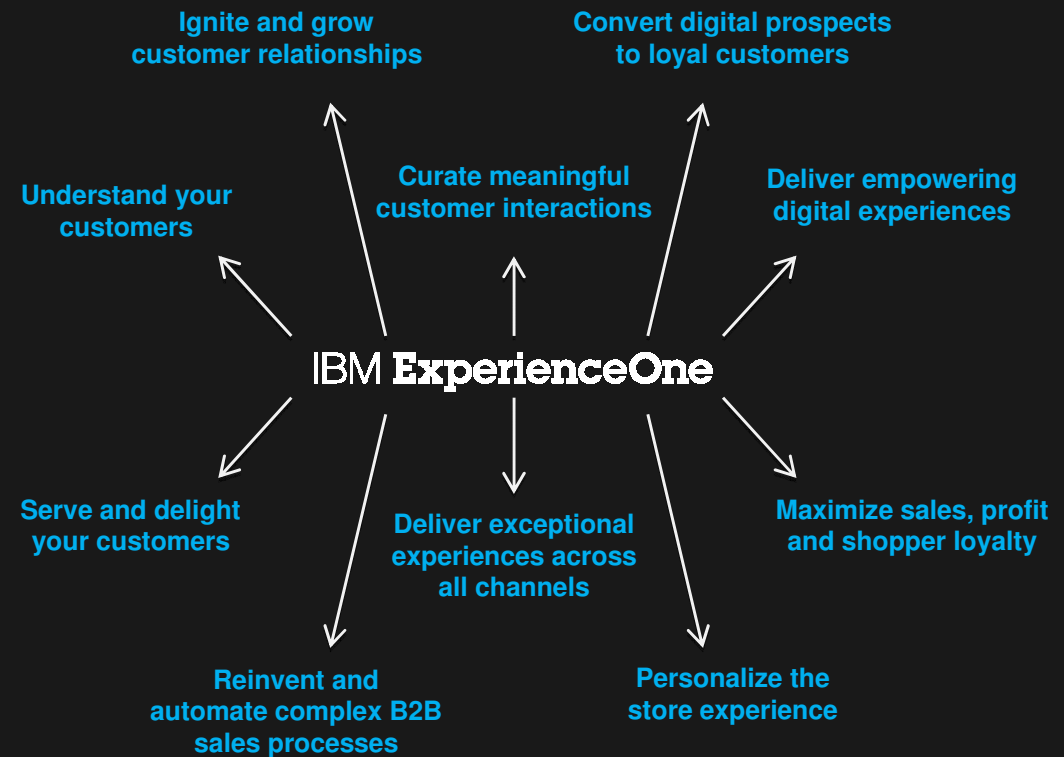 Ignite and grow
customer relationships
Convert digital prospects
to loyal customers
Understand your
customers
Curate meaningful
customer interactions
Deliver empowering
digital experiences
IBM ExperienceOne
Serve and delight
your customers
Deliver exceptional
experiences across
all channels
Maximize sales, profit
and shopper loyalty
Reinvent and
automate complex B2B
sales processes
Personalize the
store experience